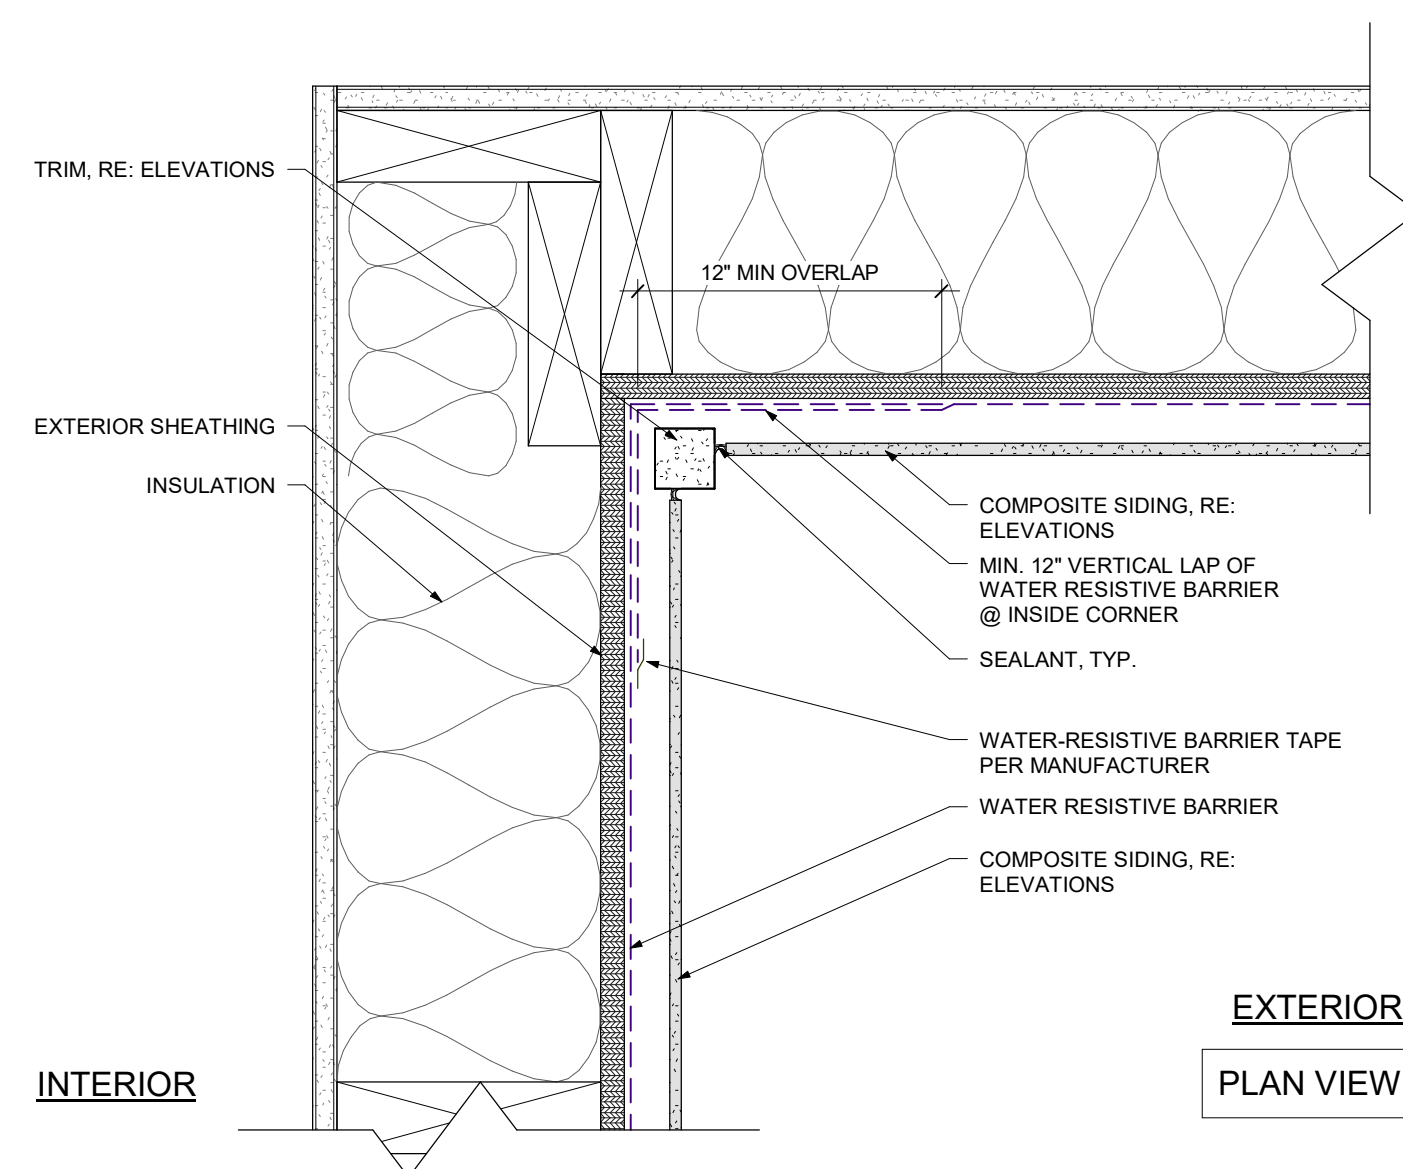 TRIM, RE: ELEVATIONS
12" MIN OVERLAP
EXTERIOR SHEATHING
INSULATION
COMPOSITE SIDING, RE:
ELEVATIONS
MIN. 12" VERTICAL LAP OF
WATER RESISTIVE BARRIER
@ INSIDE CORNER
SEALANT, TYP.
WATER-RESISTIVE BARRIER TAPE
PER MANUFACTURER
WATER RESISTIVE BARRIER
COMPOSITE SIDING, RE:
ELEVATIONS
EXTERIOR
INTERIOR
PLAN VIEW